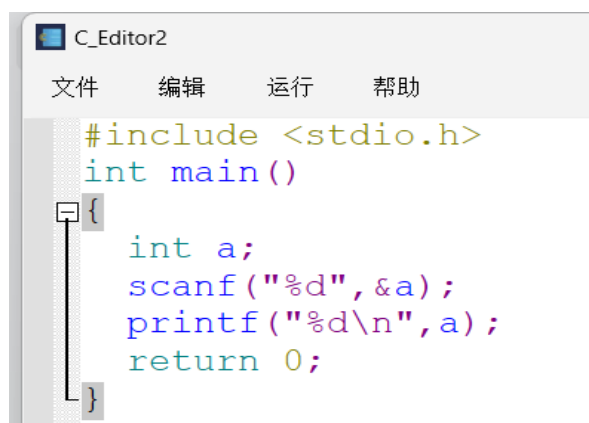 C_Editor2
文件 编辑 运行 帮助
#include <stdio.h>
int main()
{
int a;
scanf("%d",&a);
printf("%d\n",a);
return 0;
}